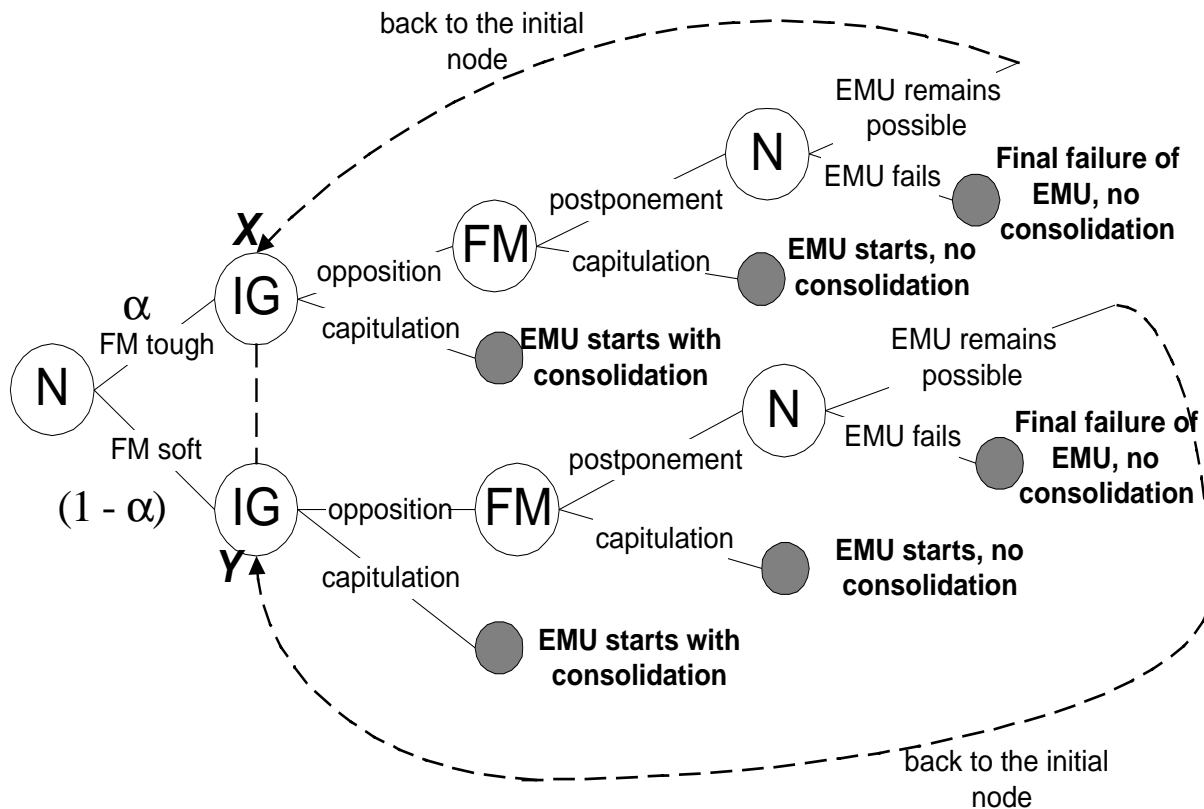 back to the initial
node
EMU remains
possible
N
EMU fails
Final failure of
EMU, no
consolidation
postponement
X
FM
opposition
IG
capitulation
EMU starts, no
consolidation
α
FM tough
capitulation
EMU starts with
consolidation
EMU remains
possible
N
N
FM soft
EMU fails
Final failure of
EMU, no
consolidation
postponement
(1 - α)
IG
opposition
FM
capitulation
EMU starts, no
consolidation
Y
capitulation
EMU starts with
consolidation
back to the initial
node